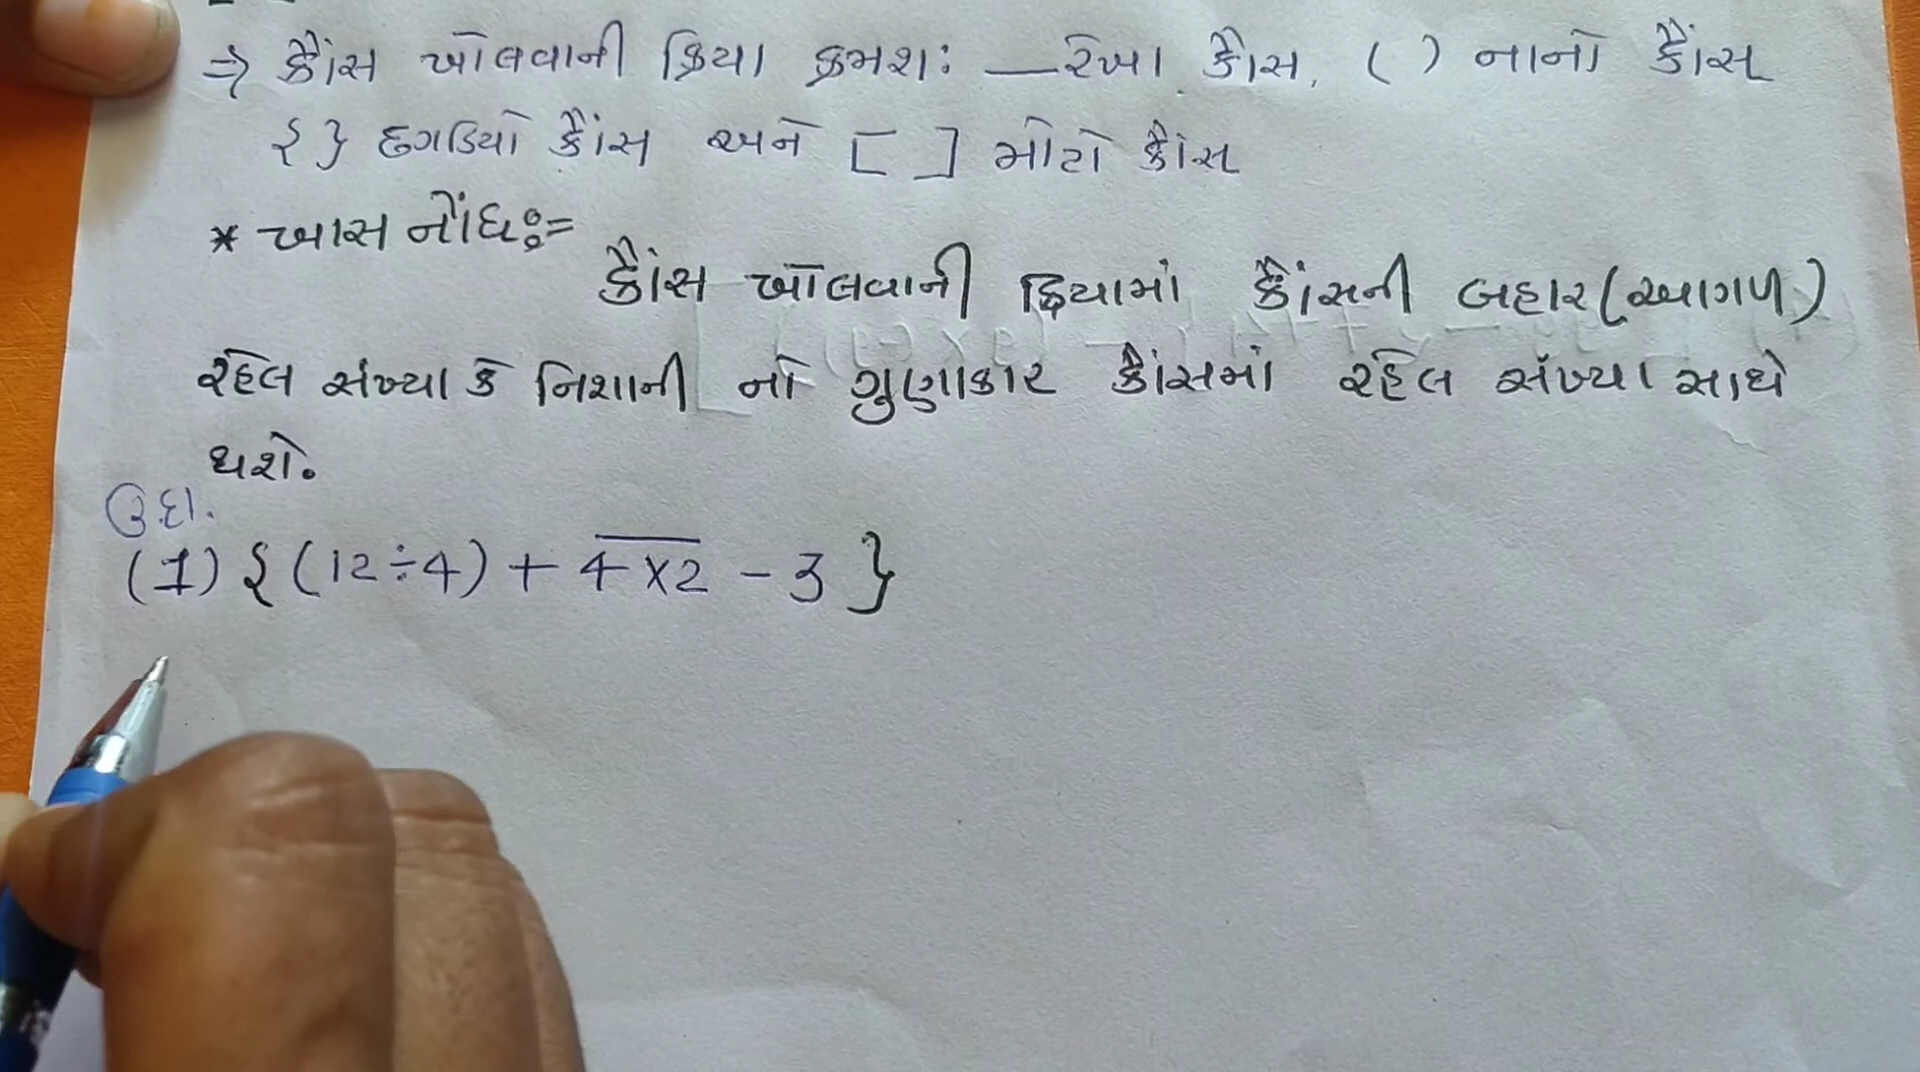 ⇒ કૌંસ ખોલવાની ક્રિયા ક્રમશઃ — રેખા કૌંસ, ( ) નાનો કૌંસ
{ } છગડિયો કૌંસ અને [ ] મોટો કૌંસ
* ખાસ નોંધઃ=
કૌંસ ખોલવાની ક્રિયામાં કૌંસની બહાર (આગળ)
રહેલ સંખ્યા કે નિશાની નો ગુણાકાર કૌંસમાં રહેલ સંખ્યા સાથે
થશે.
ઉદા.
(1) { (12÷4) + 4̅ ×̅ 2̅ - 3 }